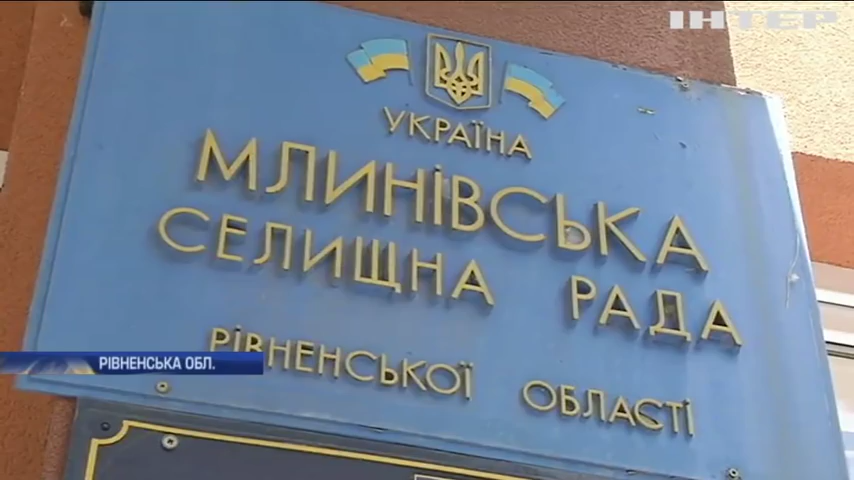 ІНТЕР
УКРАЇНА
МЛИНІВСЬКА
СЕЛИЩНА РАДА
РІВНЕНСЬКОЇ ОБЛАСТІ
РІВНЕНСЬКА ОБЛ.